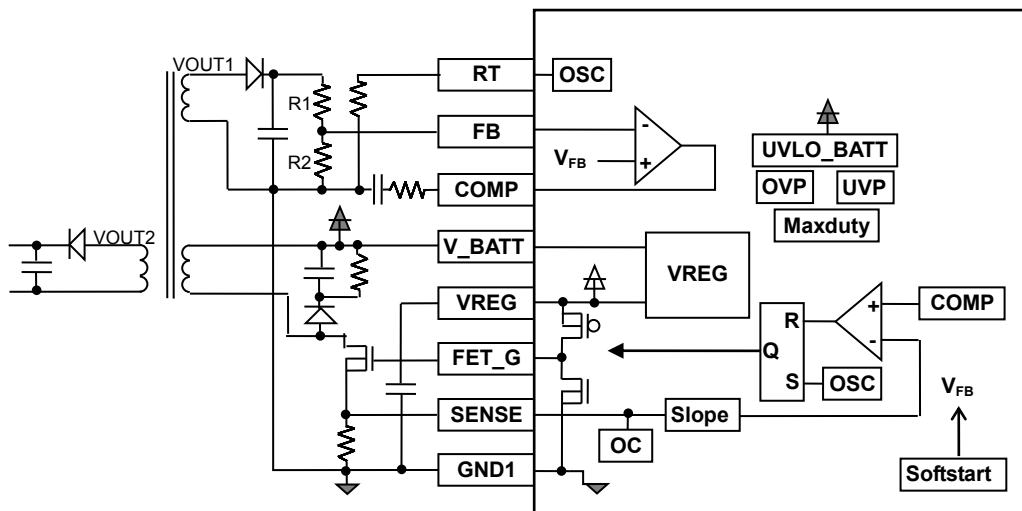 VOUT1
R1
R2
VOUT2
RT
FB
COMP
V_BATT
VREG
FET_G
SENSE
GND1
OSC
-
+
VFB
UVLO_BATT
OVP
UVP
Maxduty
VREG
R
Q
S
OSC
+
-
COMP
OC
Slope
VFB
Softstart